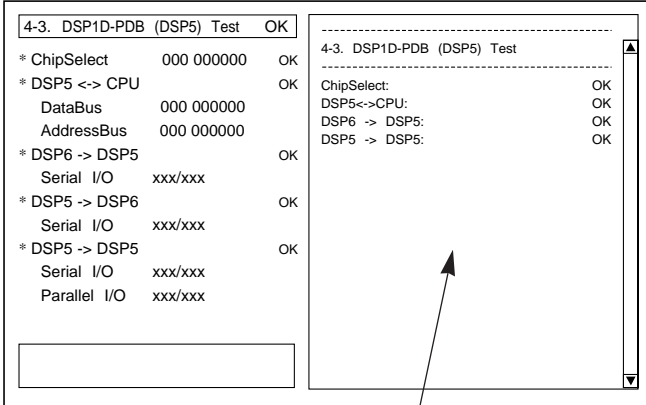 4-3. DSP1D-PDB (DSP5) Test OK
* ChipSelect 000 000000 OK
* DSP5 <-> CPU OK
DataBus 000 000000
AddressBus 000 000000
* DSP6 -> DSP5 OK
Serial I/O xxx/xxx
* DSP5 -> DSP6 OK
Serial I/O xxx/xxx
* DSP5 -> DSP5 OK
Serial I/O xxx/xxx
Parallel I/O xxx/xxx
--------------------------------------------------------
4-3. DSP1D-PDB (DSP5) Test
--------------------------------------------------------
ChipSelect: OK
DSP5<->CPU: OK
DSP6 -> DSP5: OK
DSP5 -> DSP5: OK